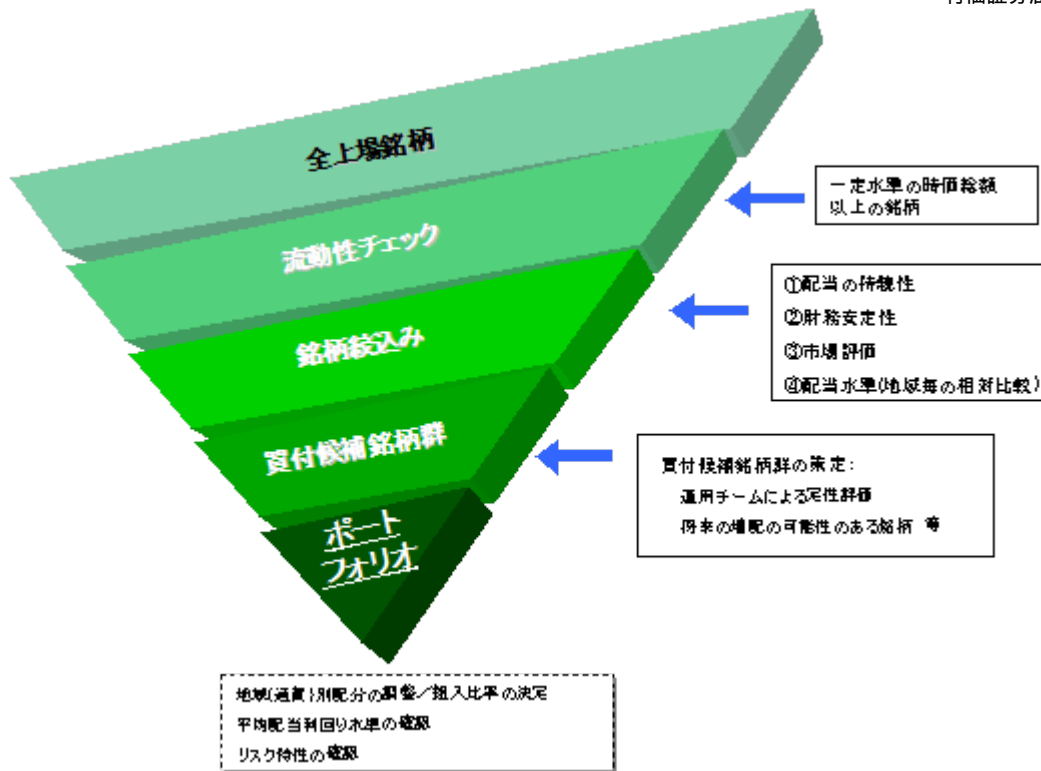 全上場銘柄
一定水準の時価総額
以上の銘柄
流動性チェック
①配当の持続性
②財務安定性
③市場評価
④配当水準(地域毎の相対比較)
銘柄絞込み
買付候補銘柄群
買付候補銘柄群の策定:
運用チームによる定性評価
将来の増配の可能性のある銘柄 等
ポート
フォリオ
地域(通貨)別配分の調整/組入比率の決定
平均配当利回り水準の確認
リスク特性の確認